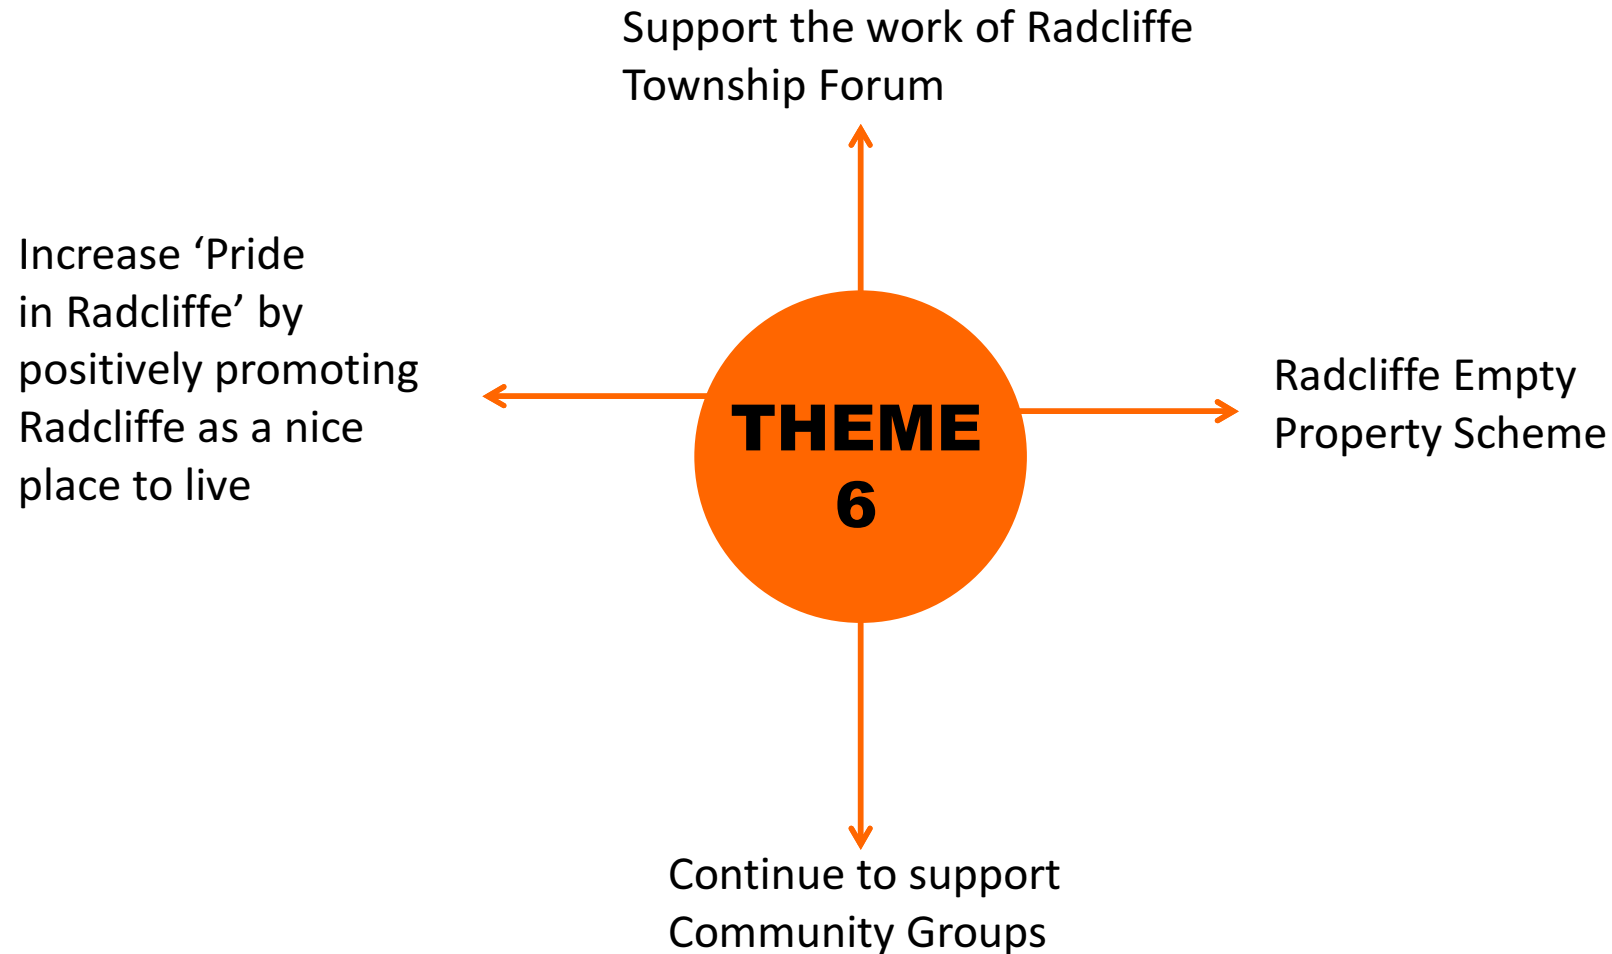 Support the work of Radcliffe
Township Forum
Increase ‘Pride
in Radcliffe’ by
positively promoting
Radcliffe as a nice
place to live
THEME
6
Radcliffe Empty
Property Scheme
Continue to support
Community Groups